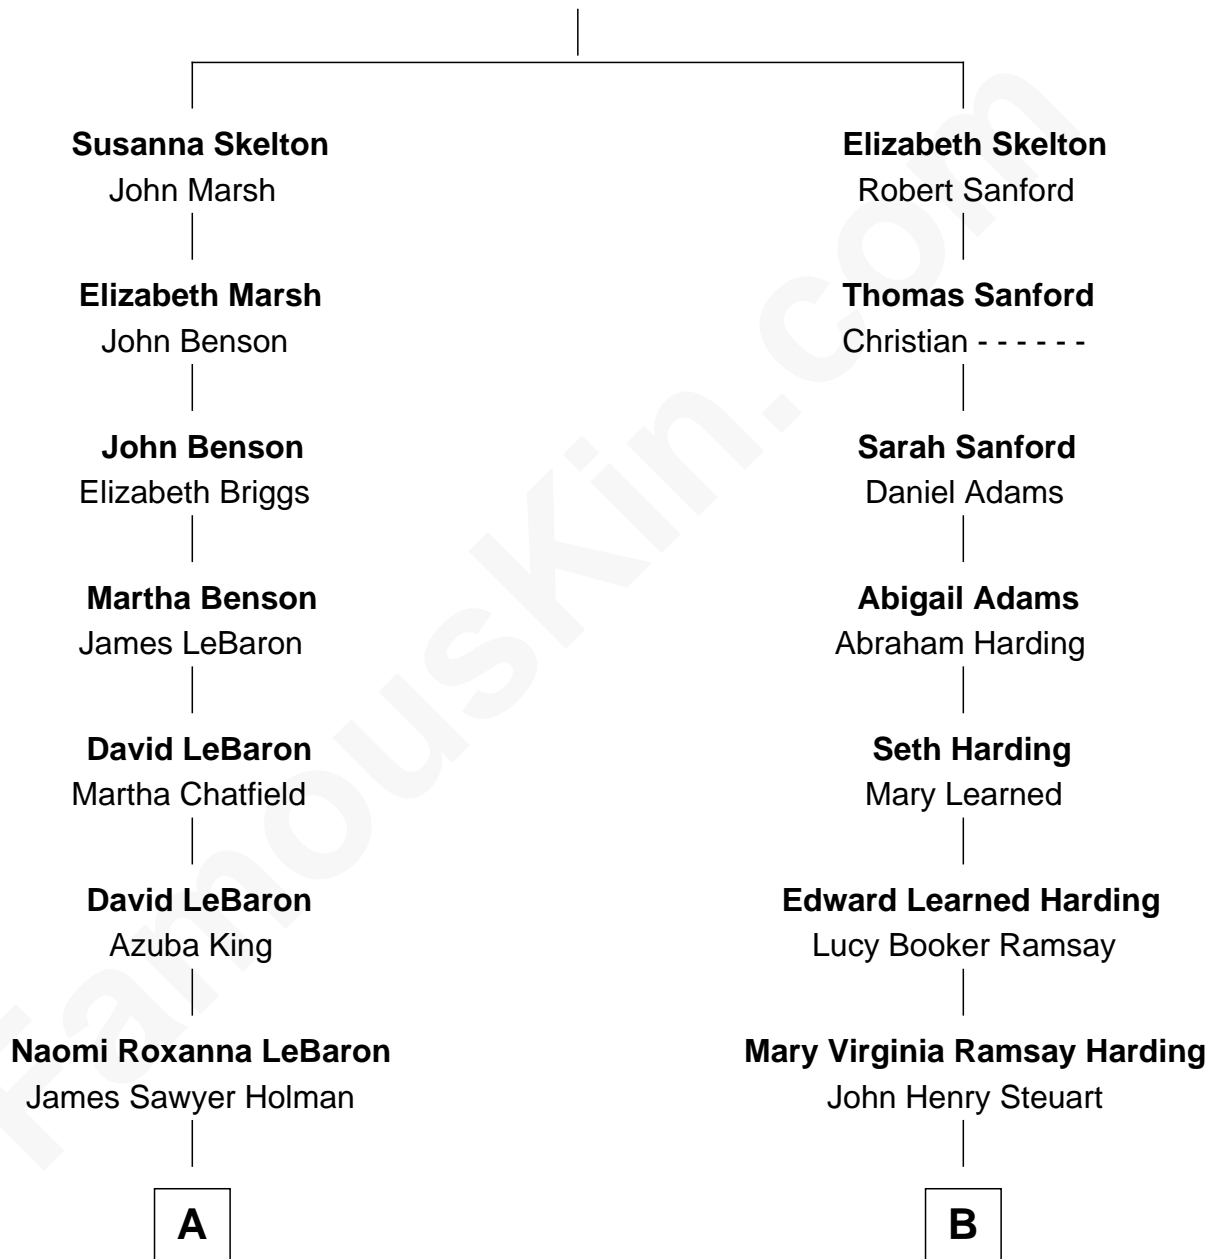 Susanna Skelton
John Marsh
Elizabeth Marsh
John Benson
John Benson
Elizabeth Briggs
Martha Benson
James LeBaron
David LeBaron
Martha Chatfield
David LeBaron
Azuba King
Naomi Roxanna LeBaron
James Sawyer Holman
A
Elizabeth Skelton
Robert Sanford
Thomas Sanford
Christian - - - - - -
Sarah Sanford
Daniel Adams
Abigail Adams
Abraham Harding
Seth Harding
Mary Learned
Edward Learned Harding
Lucy Booker Ramsay
Mary Virginia Ramsay Harding
John Henry Steuart
B
FamousKin.com